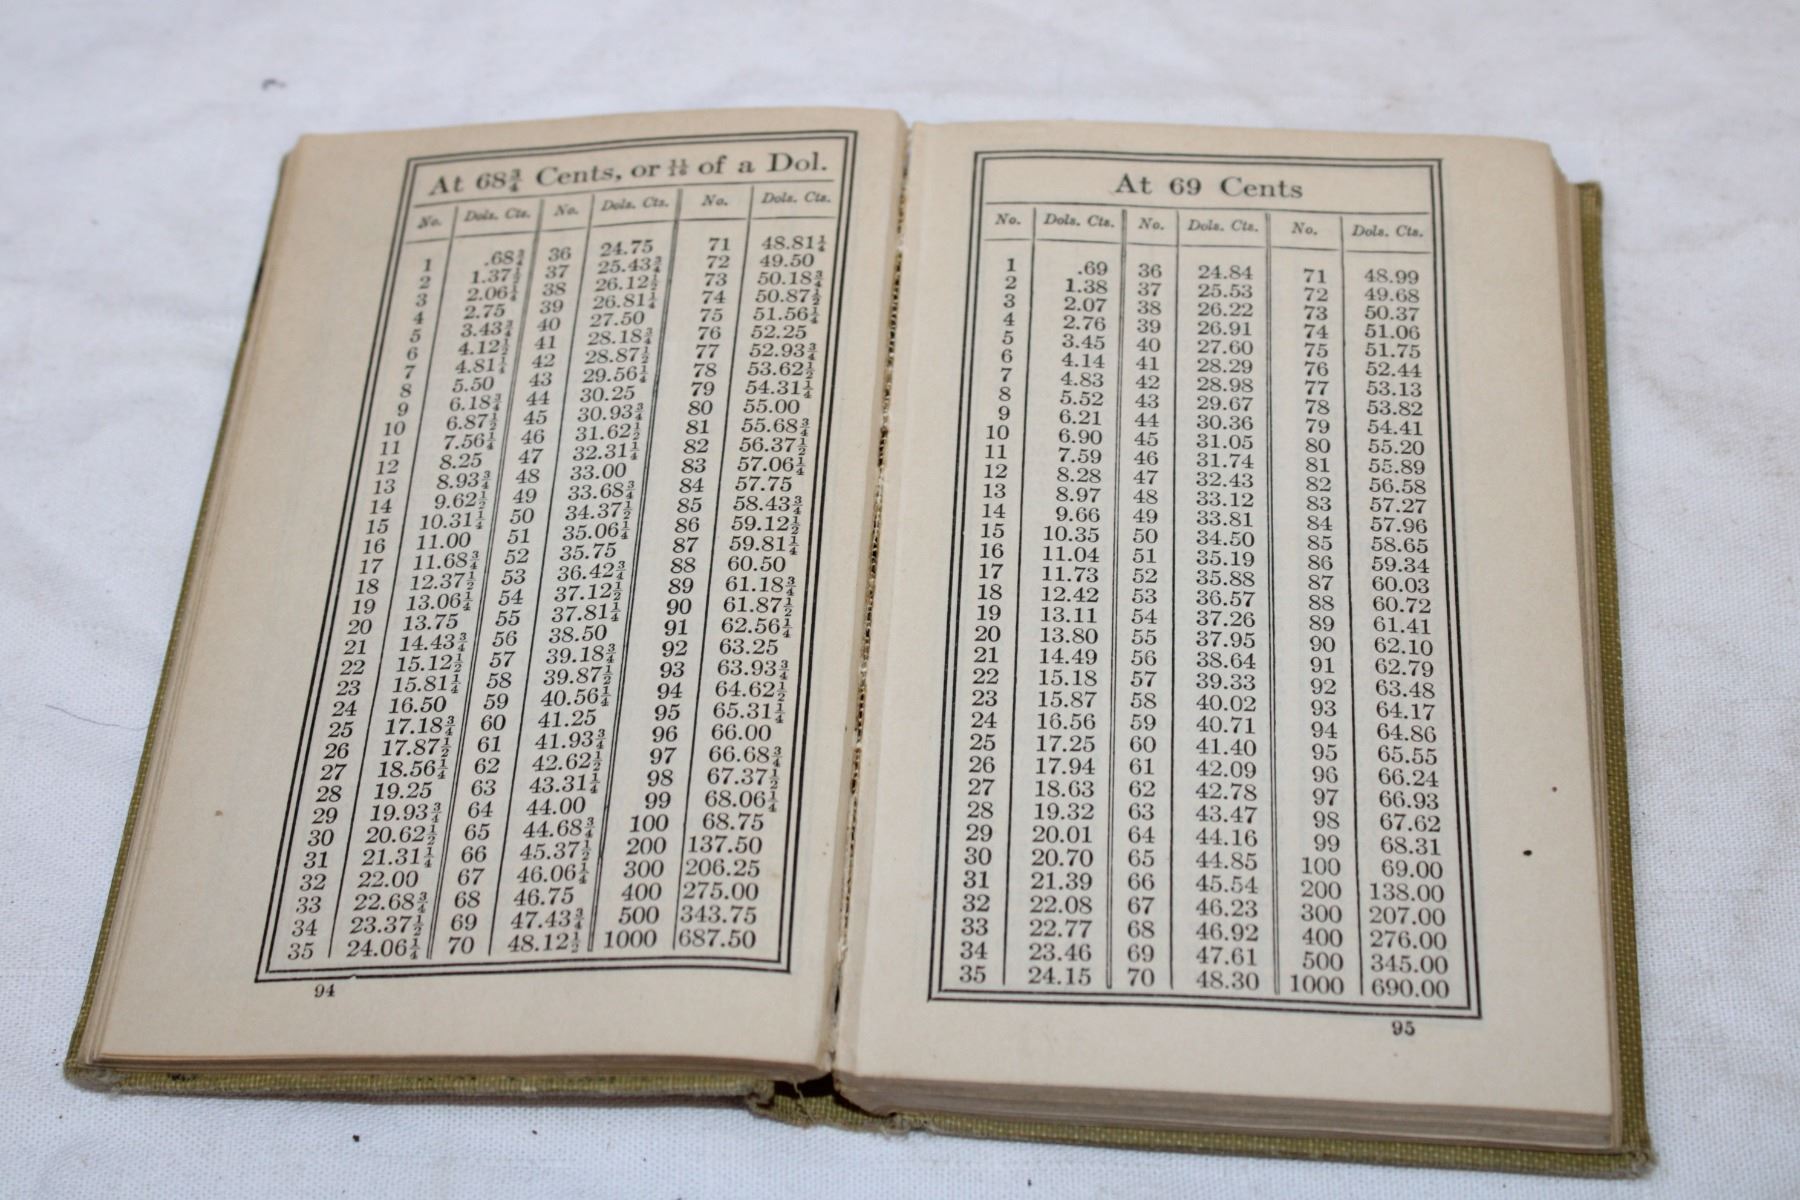 At 68¾ Cents, or 11/16 of a Dol.
No. Dols. Cts. No. Dols. Cts. No. Dols. Cts.
1 .68¾ 36 24.75 71 48.81¼
2 1.37½ 37 25.43¾ 72 49.50
3 2.06¼ 38 26.12½ 73 50.18¾
4 2.75 39 26.81¼ 74 50.87½
5 3.43¾ 40 27.50 75 51.56¼
6 4.12½ 41 28.18¾ 76 52.25
7 4.81¼ 42 28.87½ 77 52.93¾
8 5.50 43 29.56¼ 78 53.62½
9 6.18¾ 44 30.25 79 54.31¼
10 6.87½ 45 30.93¾ 80 55.00
11 7.56¼ 46 31.62½ 81 55.68¾
12 8.25 47 32.31¼ 82 56.37½
13 8.93¾ 48 33.00 83 57.06¼
14 9.62½ 49 33.68¾ 84 57.75
15 10.31¼ 50 34.37½ 85 58.43¾
16 11.00 51 35.06¼ 86 59.12½
17 11.68¾ 52 35.75 87 59.81¼
18 12.37½ 53 36.42¾ 88 60.50
19 13.06¼ 54 37.12½ 89 61.18¾
20 13.75 55 37.81¼ 90 61.87½
21 14.43¾ 56 38.50 91 62.56¼
22 15.12½ 57 39.18¾ 92 63.25
23 15.81¼ 58 39.87½ 93 63.93¾
24 16.50 59 40.56¼ 94 64.62½
25 17.18¾ 60 41.25 95 65.31¼
26 17.87½ 61 41.93¾ 96 66.00
27 18.56¼ 62 42.62½ 97 66.68¾
28 19.25 63 43.31¼ 98 67.37½
29 19.93¾ 64 44.00 99 68.06¼
30 20.62½ 65 44.68¾ 100 68.75
31 21.31¼ 66 45.37½ 200 137.50
32 22.00 67 46.06¼ 300 206.25
33 22.68¾ 68 46.75 400 275.00
34 23.37½ 69 47.43¾ 500 343.75
35 24.06¼ 70 48.12½ 1000 687.50
94
At 69 Cents
No. Dols. Cts. No. Dols. Cts. No. Dols. Cts.
1 .69 36 24.84 71 48.99
2 1.38 37 25.53 72 49.68
3 2.07 38 26.22 73 50.37
4 2.76 39 26.91 74 51.06
5 3.45 40 27.60 75 51.75
6 4.14 41 28.29 76 52.44
7 4.83 42 28.98 77 53.13
8 5.52 43 29.67 78 53.82
9 6.21 44 30.36 79 54.41
10 6.90 45 31.05 80 55.20
11 7.59 46 31.74 81 55.89
12 8.28 47 32.43 82 56.58
13 8.97 48 33.12 83 57.27
14 9.66 49 33.81 84 57.96
15 10.35 50 34.50 85 58.65
16 11.04 51 35.19 86 59.34
17 11.73 52 35.88 87 60.03
18 12.42 53 36.57 88 60.72
19 13.11 54 37.26 89 61.41
20 13.80 55 37.95 90 62.10
21 14.49 56 38.64 91 62.79
22 15.18 57 39.33 92 63.48
23 15.87 58 40.02 93 64.17
24 16.56 59 40.71 94 64.86
25 17.25 60 41.40 95 65.55
26 17.94 61 42.09 96 66.24
27 18.63 62 42.78 97 66.93
28 19.32 63 43.47 98 67.62
29 20.01 64 44.16 99 68.31
30 20.70 65 44.85 100 69.00
31 21.39 66 45.54 200 138.00
32 22.08 67 46.23 300 207.00
33 22.77 68 46.92 400 276.00
34 23.46 69 47.61 500 345.00
35 24.15 70 48.30 1000 690.00
95